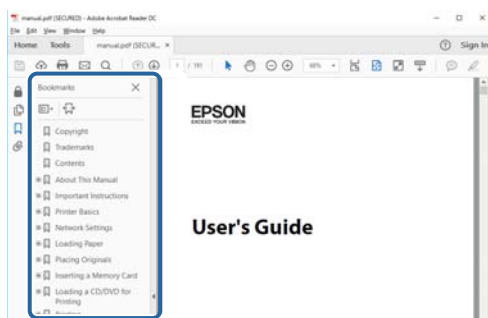 manual.pdf (SECURED) - Adobe Acrobat Reader DC
File Edit View Window Help
Home Tools manual.pdf (SECUR... ×
Sign In
1 / 191
Bookmarks
Copyright
Trademarks
Contents
About This Manual
Important Instructions
Printer Basics
Network Settings
Loading Paper
Placing Originals
Inserting a Memory Card
Loading a CD/DVD for
Printing
EPSON
EXCEED YOUR VISION
User's Guide